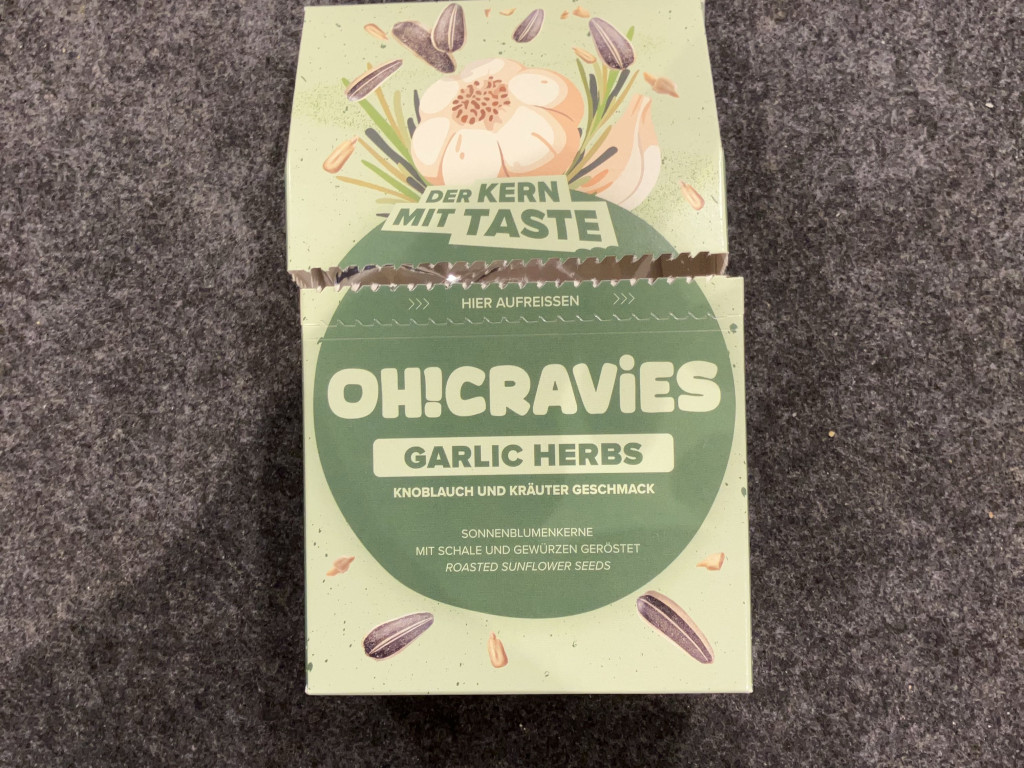 DER KERN
MIT TASTE
>>> HIER AUFREISSEN >>>
OH!CRAViES
GARLIC HERBS
KNOBLAUCH UND KRÄUTER GESCHMACK
SONNENBLUMENKERNE
MIT SCHALE UND GEWÜRZEN GERÖSTET
ROASTED SUNFLOWER SEEDS